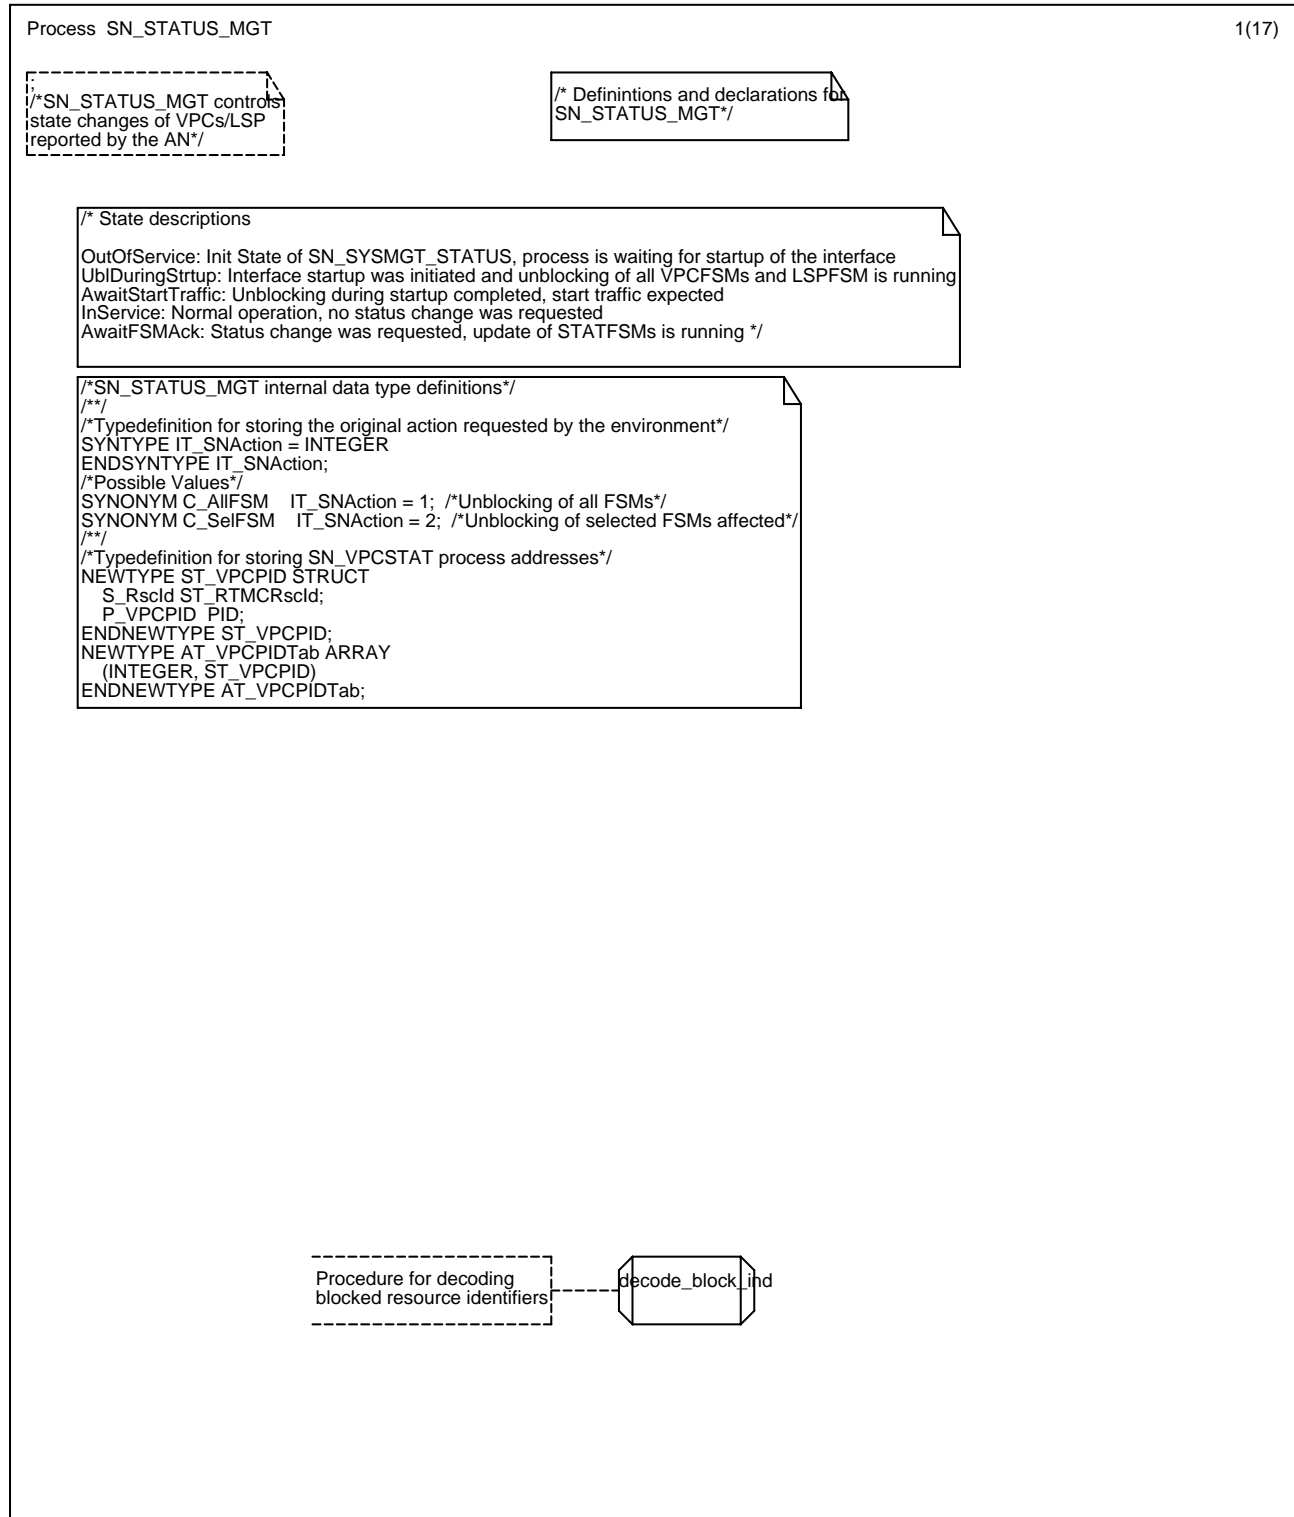 Process SN_STATUS_MGT
1(17)
;
/*SN_STATUS_MGT controls
state changes of VPCs/LSP
reported by the AN*/
/* Definintions and declarations for
SN_STATUS_MGT*/
/* State descriptions
OutOfService: Init State of SN_SYSMGT_STATUS, process is waiting for startup of the interface
UblDuringStrtup: Interface startup was initiated and unblocking of all VPCFSMs and LSPFSM is running
AwaitStartTraffic: Unblocking during startup completed, start traffic expected
InService: Normal operation, no status change was requested
AwaitFSMAck: Status change was requested, update of STATFSMs is running */
/*SN_STATUS_MGT internal data type definitions*/
/**/
/*Typedefinition for storing the original action requested by the environment*/
SYNTYPE IT_SNAction = INTEGER
ENDSYNTYPE IT_SNAction;
/*Possible Values*/
SYNONYM C_AllFSM IT_SNAction = 1; /*Unblocking of all FSMs*/
SYNONYM C_SelFSM IT_SNAction = 2; /*Unblocking of selected FSMs affected*/
/**/
/*Typedefinition for storing SN_VPCSTAT process addresses*/
NEWTYPE ST_VPCPID STRUCT
S_RscId ST_RTMCRscId;
P_VPCPID PID;
ENDNEWTYPE ST_VPCPID;
NEWTYPE AT_VPCPIDTab ARRAY
(INTEGER, ST_VPCPID)
ENDNEWTYPE AT_VPCPIDTab;
Procedure for decoding
blocked resource identifiers
decode_block_ind